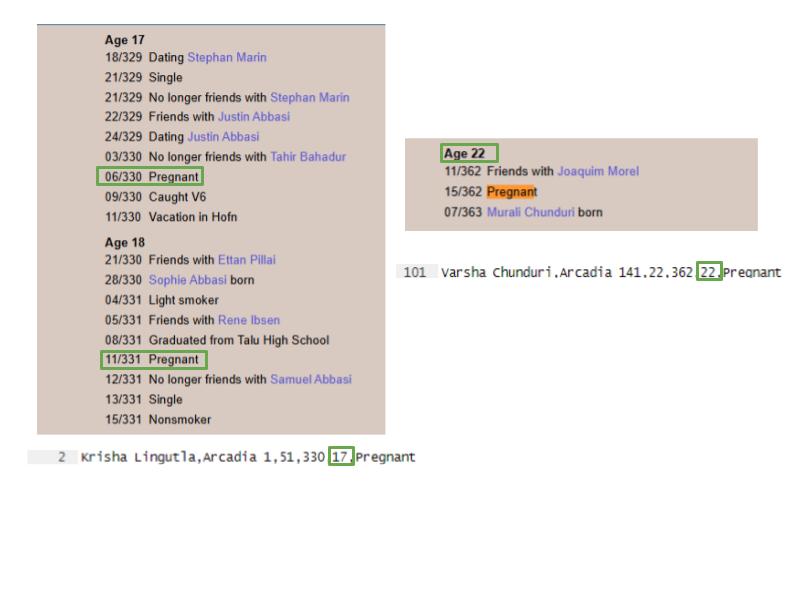 Age 17
18/329 Dating Stephan Marin
21/329 Single
21/329 No longer friends with Stephan Marin
22/329 Friends with Justin Abbasi
24/329 Dating Justin Abbasi
03/330 No longer friends with Tahir Bahadur
06/330 Pregnant
09/330 Caught V6
11/330 Vacation in Hofn
Age 18
21/330 Friends with Ettan Pillai
28/330 Sophie Abbasi born
04/331 Light smoker
05/331 Friends with Rene Ibsen
08/331 Graduated from Talu High School
11/331 Pregnant
12/331 No longer friends with Samuel Abbasi
13/331 Single
15/331 Nonsmoker
2 Krisha Lingutla,Arcadia 1,51,330,17,Pregnant
Age 22
11/362 Friends with Joaquim Morel
15/362 Pregnant
07/363 Murali Chunduri born
101 Varsha Chunduri,Arcadia 141,22,362,22,Pregnant